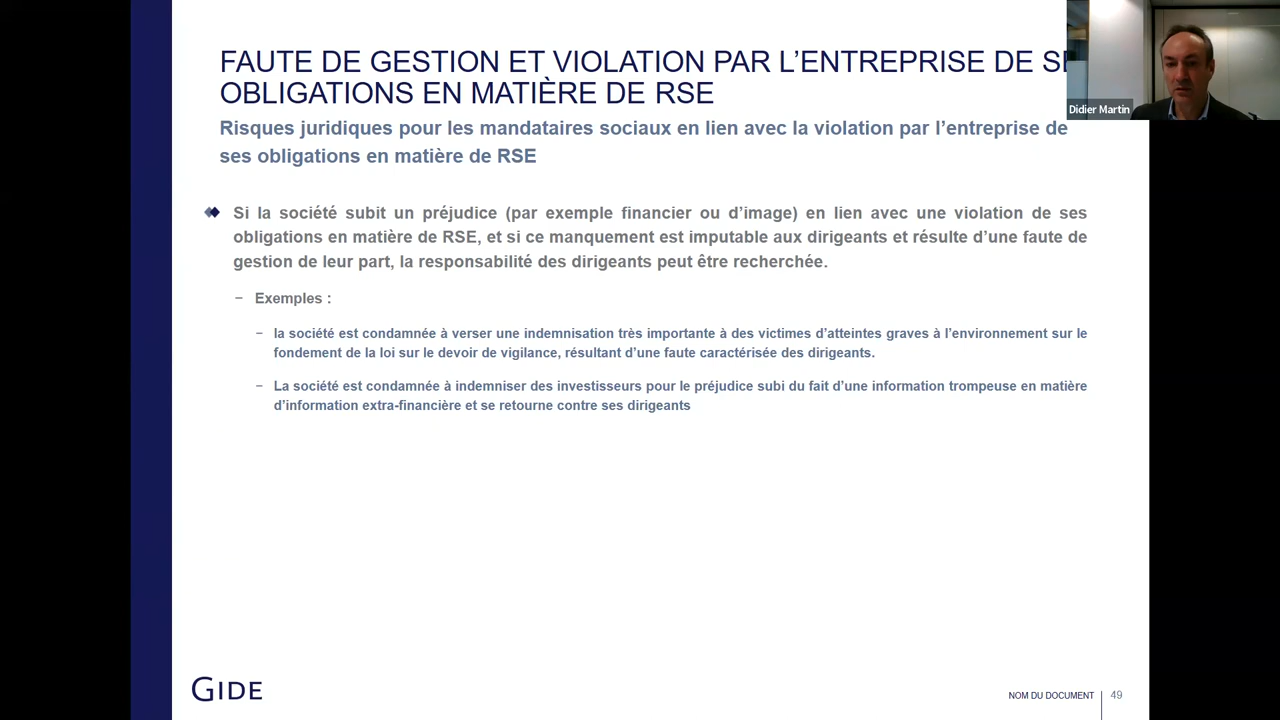 FAUTE DE GESTION ET VIOLATION PAR L’ENTREPRISE DE
OBLIGATIONS EN MATIÈRE DE RSE
Didier Martin
Risques juridiques pour les mandataires sociaux en lien avec la violation par l’entreprise de
ses obligations en matière de RSE
Si la société subit un préjudice (par exemple financier ou d’image) en lien avec une violation de ses
obligations en matière de RSE, et si ce manquement est imputable aux dirigeants et résulte d’une faute de
gestion de leur part, la responsabilité des dirigeants peut être recherchée.
– Exemples :
– la société est condamnée à verser une indemnisation très importante à des victimes d’atteintes graves à l’environnement sur le
fondement de la loi sur le devoir de vigilance, résultant d’une faute caractérisée des dirigeants.
– La société est condamnée à indemniser des investisseurs pour le préjudice subi du fait d’une information trompeuse en matière
d’information extra-financière et se retourne contre ses dirigeants
GIDE
NOM DU DOCUMENT 49